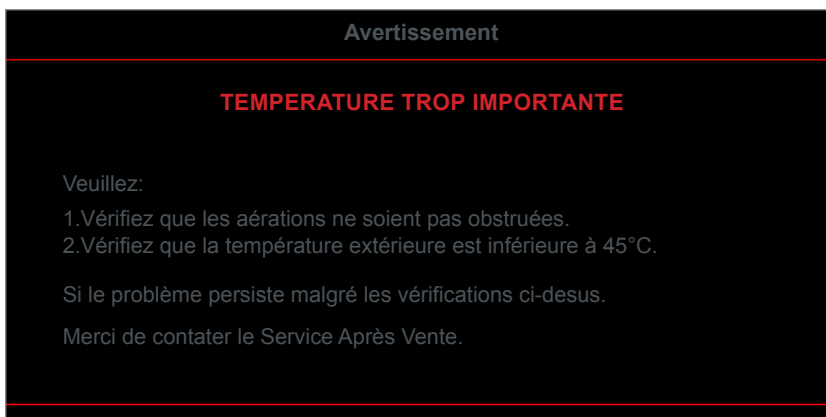 Avertissement
TEMPERATURE TROP IMPORTANTE
Veuillez:
1.Vérifiez que les aérations ne soient pas obstruées.
2.Vérifiez que la température extérieure est inférieure à 45°C.
Si le problème persiste malgré les vérifications ci-desus.
Merci de contater le Service Après Vente.